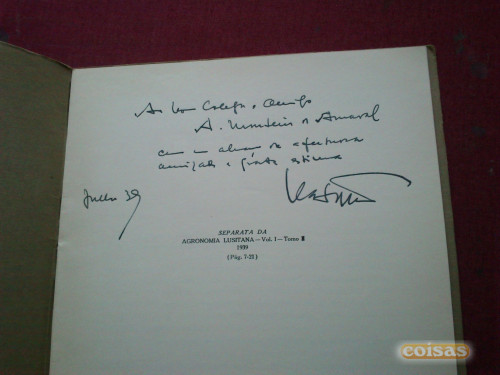 Ao bom Colega e Amigo
A. Monteiro do Amaral
com um abraço de afectuosa
amizade e grata estima
Julho 39
SEPARATA DA
AGRONOMIA LUSITANA—Vol. I—Tomo II
1939
(Pág. 7-32)
coisas